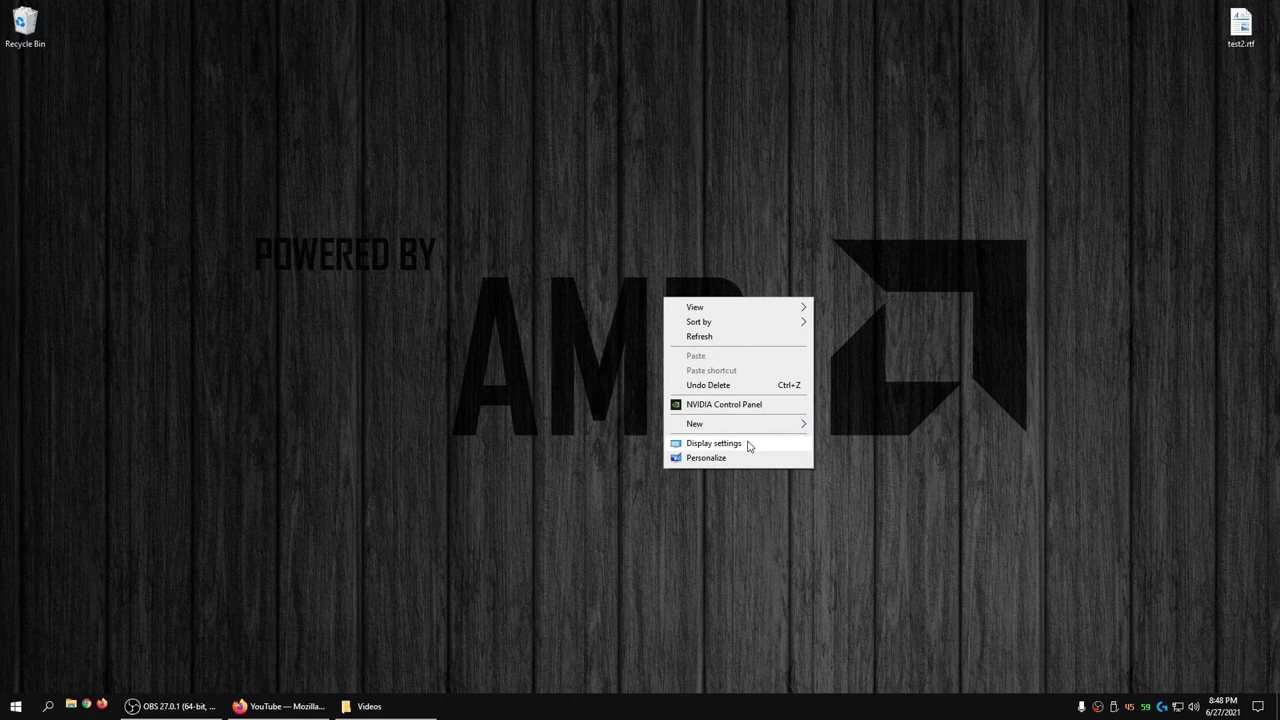 Recycle Bin
test2.rtf
POWERED BY
AMD
View
Sort by
Refresh
Paste
Paste shortcut
Undo Delete Ctrl+Z
NVIDIA Control Panel
New
Display settings
Personalize
OBS 27.0.1 (64-bit, ...
YouTube — Mozilla...
Videos
45
59
8:48 PM
6/27/2021